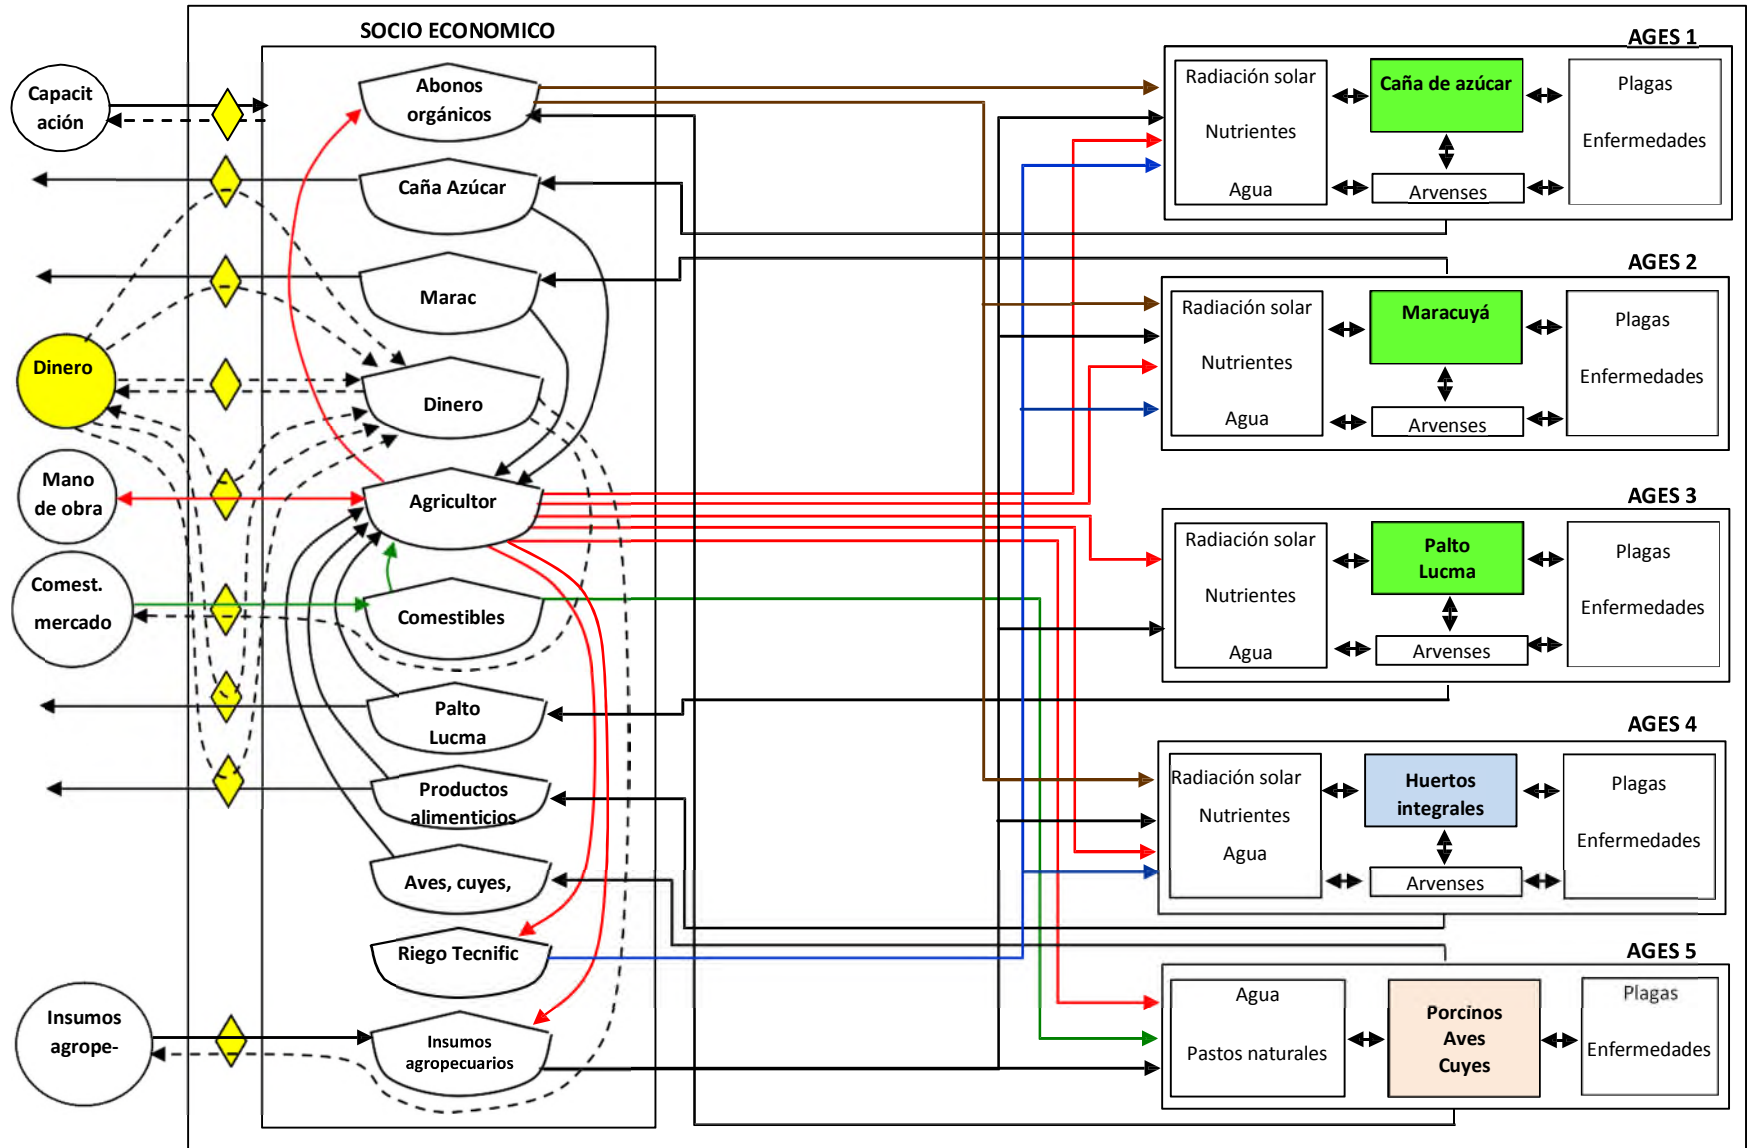 SOCIO ECONOMICO
Capacit
ación
Dinero
Mano
de obra
Comest.
mercado
Insumos
agrope-
Abonos
orgánicos
Caña Azúcar
Marac
Dinero
Agricultor
Comestibles
Palto
Lucma
Productos
alimenticios
Aves, cuyes,
Riego Tecnific
Insumos
agropecuarios
AGES 1
Radiación solar
Nutrientes
Agua
Caña de azúcar
Arvenses
Plagas
Enfermedades
AGES 2
Radiación solar
Nutrientes
Agua
Maracuyá
Arvenses
Plagas
Enfermedades
AGES 3
Radiación solar
Nutrientes
Agua
Palto
Lucma
Arvenses
Plagas
Enfermedades
AGES 4
Radiación solar
Nutrientes
Agua
Huertos
integrales
Arvenses
Plagas
Enfermedades
AGES 5
Agua
Pastos naturales
Porcinos
Aves
Cuyes
Plagas
Enfermedades